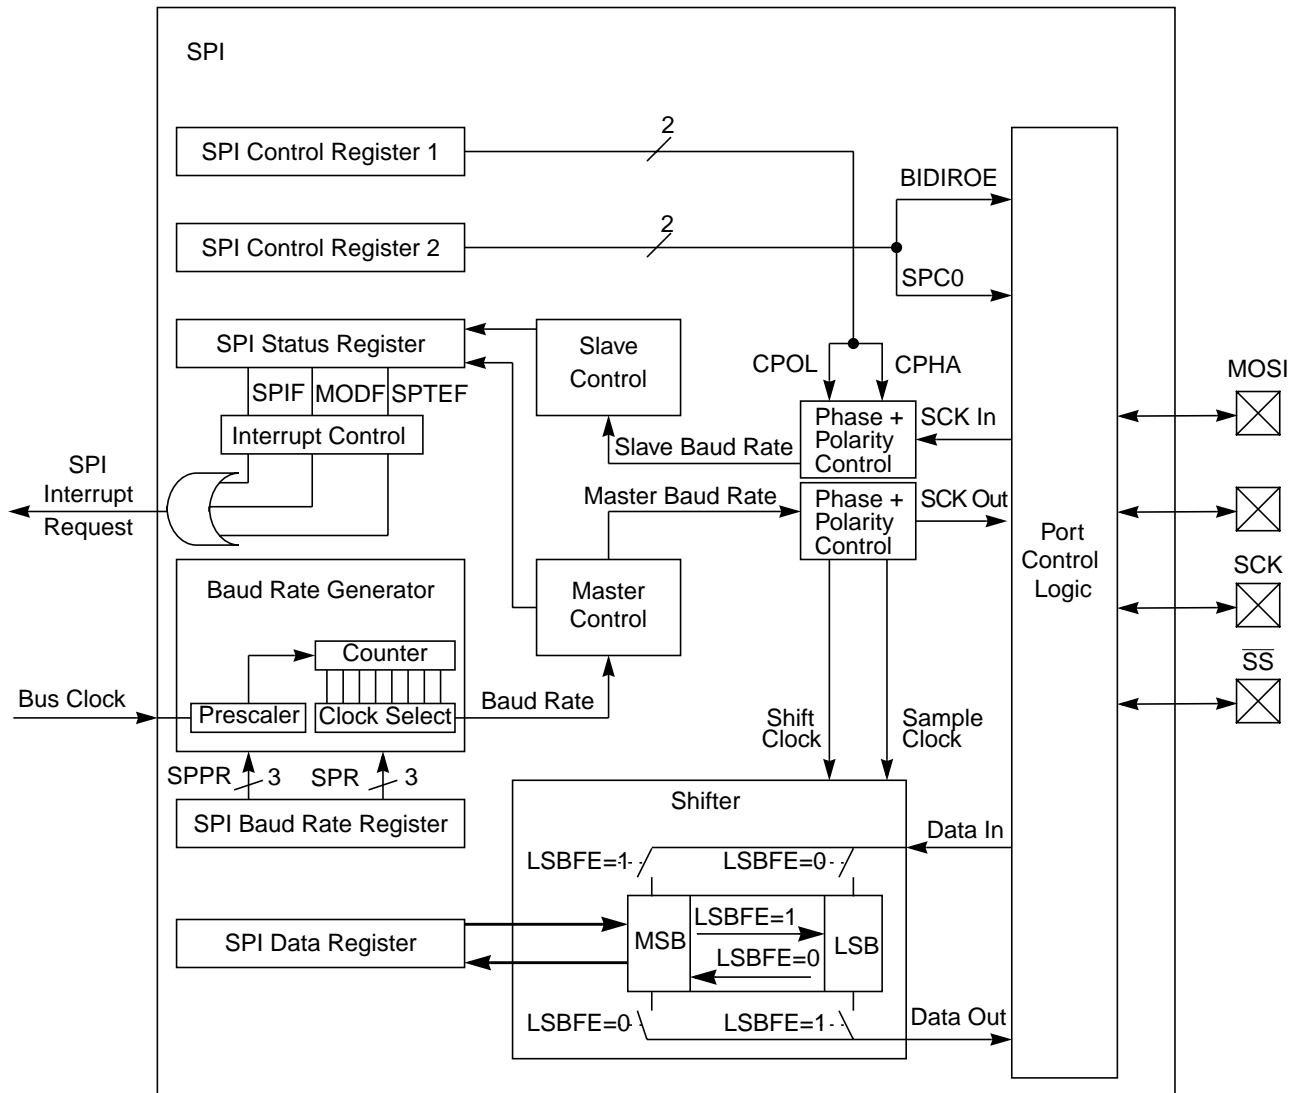 SPI
2
SPI Control Register 1
BIDIROE
2
SPI Control Register 2
SPC0
SPI Status Register
Slave
Control
CPOL
CPHA
MOSI
SPIF
MODF
SPTEF
Interrupt Control
Phase +
Polarity
Control
SCK In
Slave Baud Rate
SPI
Interrupt
Request
Master Baud Rate
Phase +
Polarity
Control
SCK Out
Port
Control
Logic
SCK
Baud Rate Generator
Master
Control
Counter
SS
Bus Clock
Prescaler
Clock Select
Baud Rate
Shift
Clock
Sample
Clock
SPPR
3
SPR
3
SPI Baud Rate Register
Shifter
Data In
LSBFE=1
LSBFE=0
SPI Data Register
MSB
LSBFE=1
LSBFE=0
LSB
LSBFE=0
LSBFE=1
Data Out